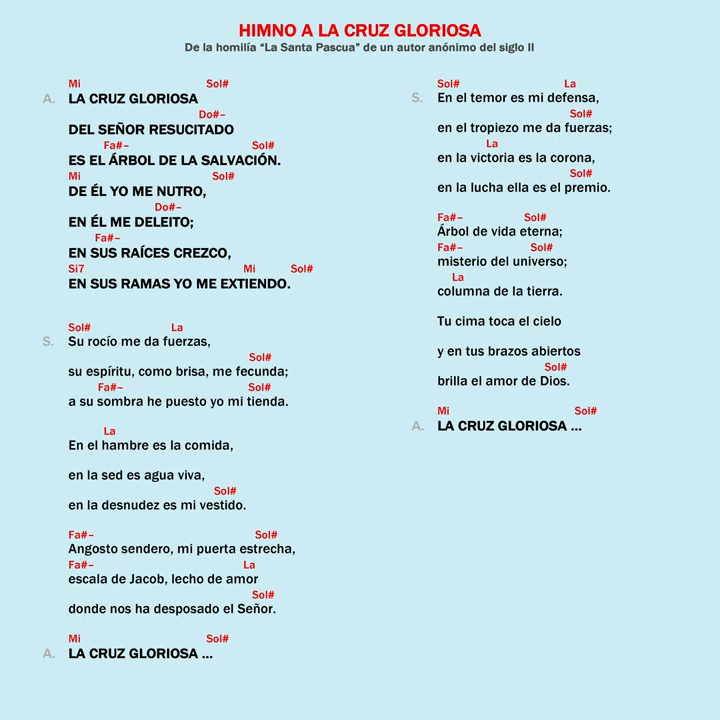 HIMNO A LA CRUZ GLORIOSA
De la homilía “La Santa Pascua” de un autor anónimo del siglo II
Mi Sol#
A. LA CRUZ GLORIOSA
Do#–
DEL SEÑOR RESUCITADO
Fa#– Sol#
ES EL ÁRBOL DE LA SALVACIÓN.
Mi Sol#
DE ÉL YO ME NUTRO,
Do#–
EN ÉL ME DELEITO;
Fa#–
EN SUS RAÍCES CREZCO,
Si7 Mi Sol#
EN SUS RAMAS YO ME EXTIENDO.
Sol# La
S. Su rocío me da fuerzas,
Sol#
su espíritu, como brisa, me fecunda;
Fa#– Sol#
a su sombra he puesto yo mi tienda.
La
En el hambre es la comida,
en la sed es agua viva,
Sol#
en la desnudez es mi vestido.
Fa#– Sol#
Angosto sendero, mi puerta estrecha,
Fa#– La
escala de Jacob, lecho de amor
Sol#
donde nos ha desposado el Señor.
Mi Sol#
A. LA CRUZ GLORIOSA ...
Sol# La
S. En el temor es mi defensa,
Sol#
en el tropiezo me da fuerzas;
La
en la victoria es la corona,
Sol#
en la lucha ella es el premio.
Fa#– Sol#
Árbol de vida eterna;
Fa#– Sol#
misterio del universo;
La
columna de la tierra.
Tu cima toca el cielo
y en tus brazos abiertos
Sol#
brilla el amor de Dios.
Mi Sol#
A. LA CRUZ GLORIOSA ...